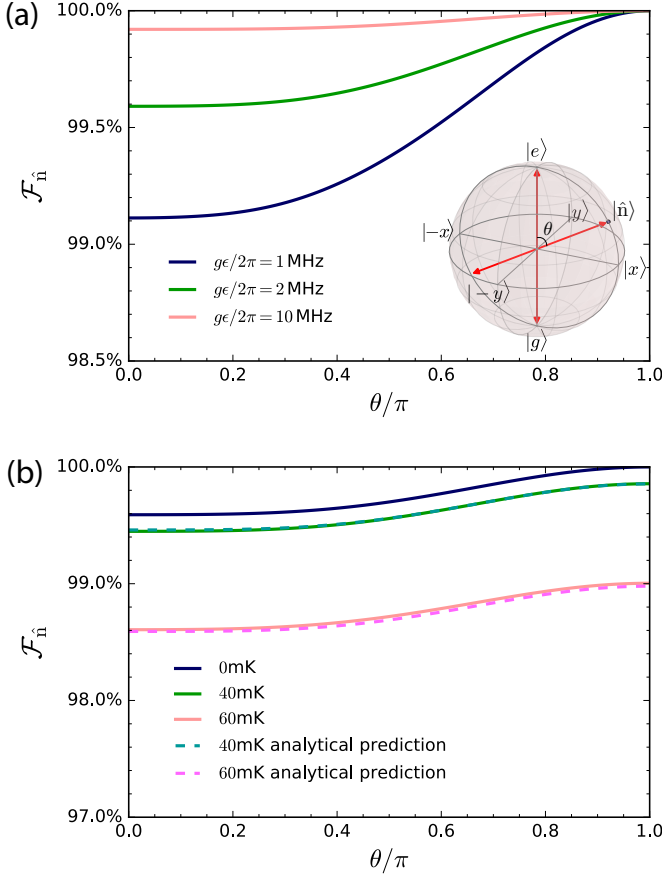 (a)
100.0%
99.5%
99.0%
98.5%
ℱn̂
gϵ/2π = 1 MHz
gϵ/2π = 2 MHz
gϵ/2π = 10 MHz
|e⟩
|n̂⟩
|y⟩
θ
|−x⟩
|x⟩
|−y⟩
|g⟩
0.0 0.2 0.4 0.6 0.8 1.0
θ/π
(b)
100.0%
99.0%
98.0%
97.0%
ℱn̂
0mK
40mK
60mK
40mK analytical prediction
60mK analytical prediction
0.0 0.2 0.4 0.6 0.8 1.0
θ/π